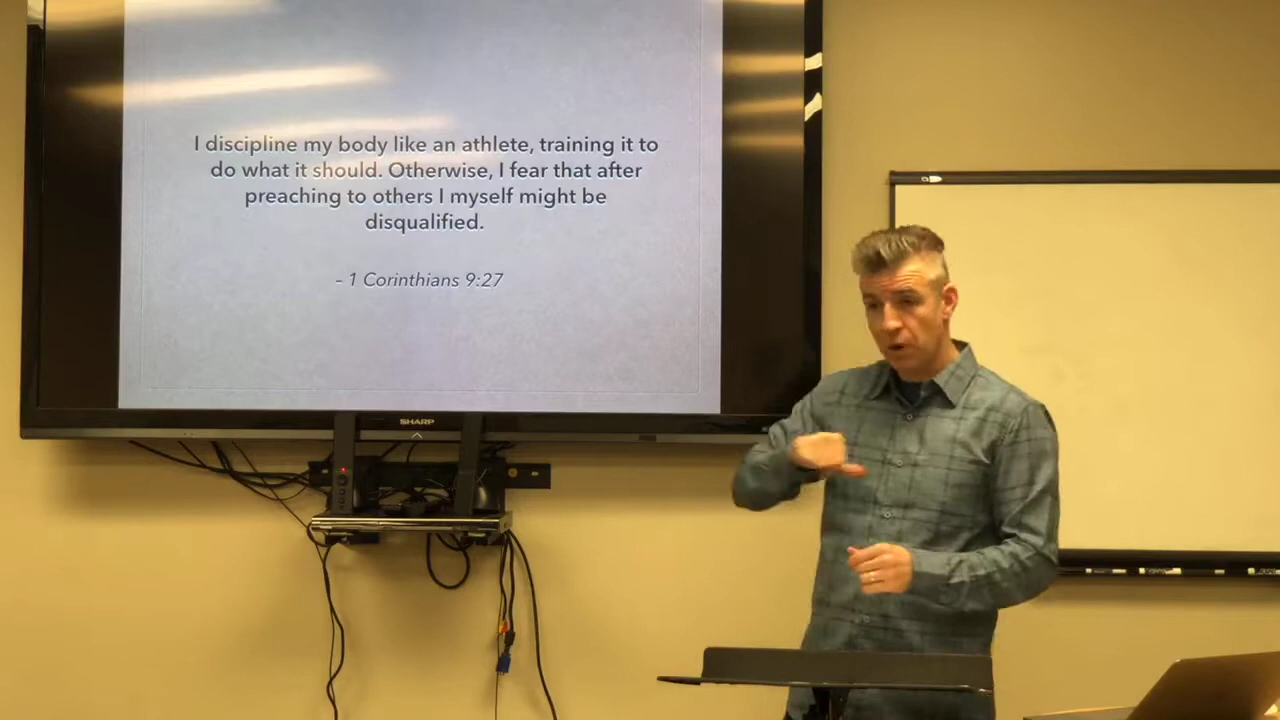 I discipline my body like an athlete, training it to
do what it should. Otherwise, I fear that after
preaching to others I myself might be
disqualified.
– 1 Corinthians 9:27
SHARP